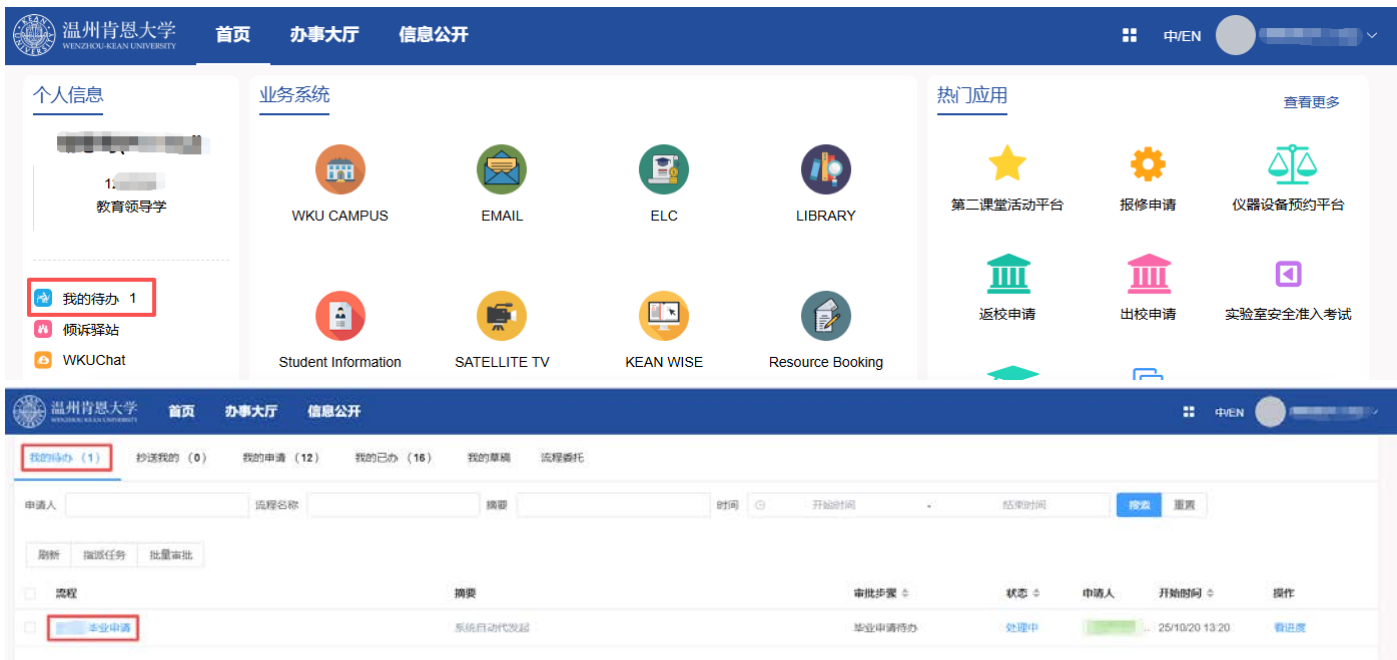 温州肯恩大学
WENZHOU-KEAN UNIVERSITY
首页 办事大厅 信息公开
中/EN
个人信息
业务系统
热门应用
查看更多
教育领导学
我的待办 1
倾诉驿站
WKUChat
WKU CAMPUS
EMAIL
ELC
LIBRARY
Student Information
SATELLITE TV
KEAN WISE
Resource Booking
第二课堂活动平台
报修申请
仪器设备预约平台
返校申请
出校申请
实验室安全准入考试
温州肯恩大学
WENZHOU-KEAN UNIVERSITY
首页 办事大厅 信息公开
中/EN
我的待办 （1） 抄送我的 （0） 我的申请 （12） 我的已办 （16） 我的草稿 流程委托
申请人 流程名称 摘要 时间 开始时间 - 结束时间 搜索 重置
刷新 指派任务 批量审批
流程 摘要 审批步骤 状态 申请人 开始时间 操作
毕业申请 系统自动代发起 毕业申请待办 处理中 .. 25/10/20 13:20 看进度